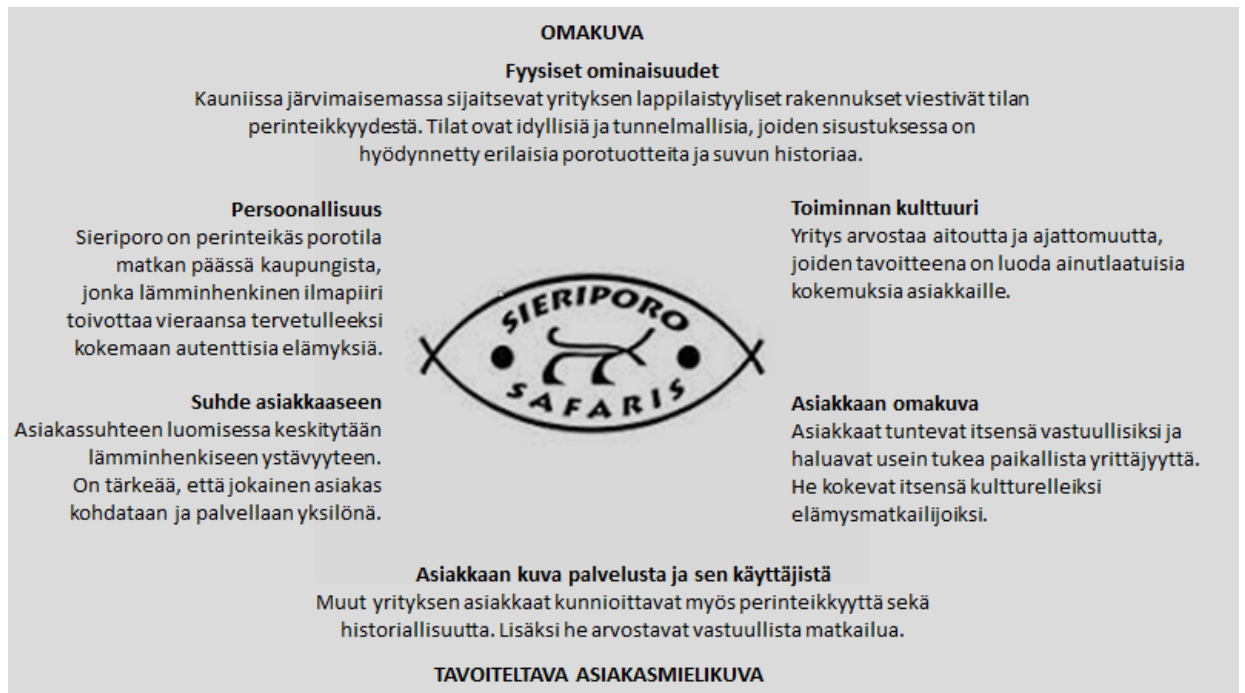 OMAKUVA
Fyysiset ominaisuudet
Kauniissa järvimaisemassa sijaitsevat yrityksen lappilaistyyliset rakennukset viestivät tilan
perinteikkyydestä. Tilat ovat idyllisiä ja tunnelmallisia, joiden sisustuksessa on
hyödynnetty erilaisia porotuotteita ja suvun historiaa.
Persoonallisuus
Sieriporo on perinteikäs porotila
matkan päässä kaupungista,
jonka lämminhenkinen ilmapiiri
toivottaa vieraansa tervetulleeksi
kokemaan autenttisia elämyksiä.
Toiminnan kulttuuri
Yritys arvostaa aitoutta ja ajattomuutta,
joiden tavoitteena on luoda ainutlaatuisia
kokemuksia asiakkaille.
SIERIPORO
SAFARIS
Suhde asiakkaaseen
Asiakassuhteen luomisessa keskitytään
lämminhenkiseen ystävyyteen.
On tärkeää, että jokainen asiakas
kohdataan ja palvellaan yksilönä.
Asiakkaan omakuva
Asiakkaat tuntevat itsensä vastuullisiksi ja
haluavat usein tukea paikallista yrittäjyyttä.
He kokevat itsensä kultturelleiksi
elämysmatkailijoiksi.
Asiakkaan kuva palvelusta ja sen käyttäjistä
Muut yrityksen asiakkaat kunnioittavat myös perinteikkyyttä sekä
historiallisuutta. Lisäksi he arvostavat vastuullista matkailua.
TAVOITELTAVA ASIAKASMIELIKUVA